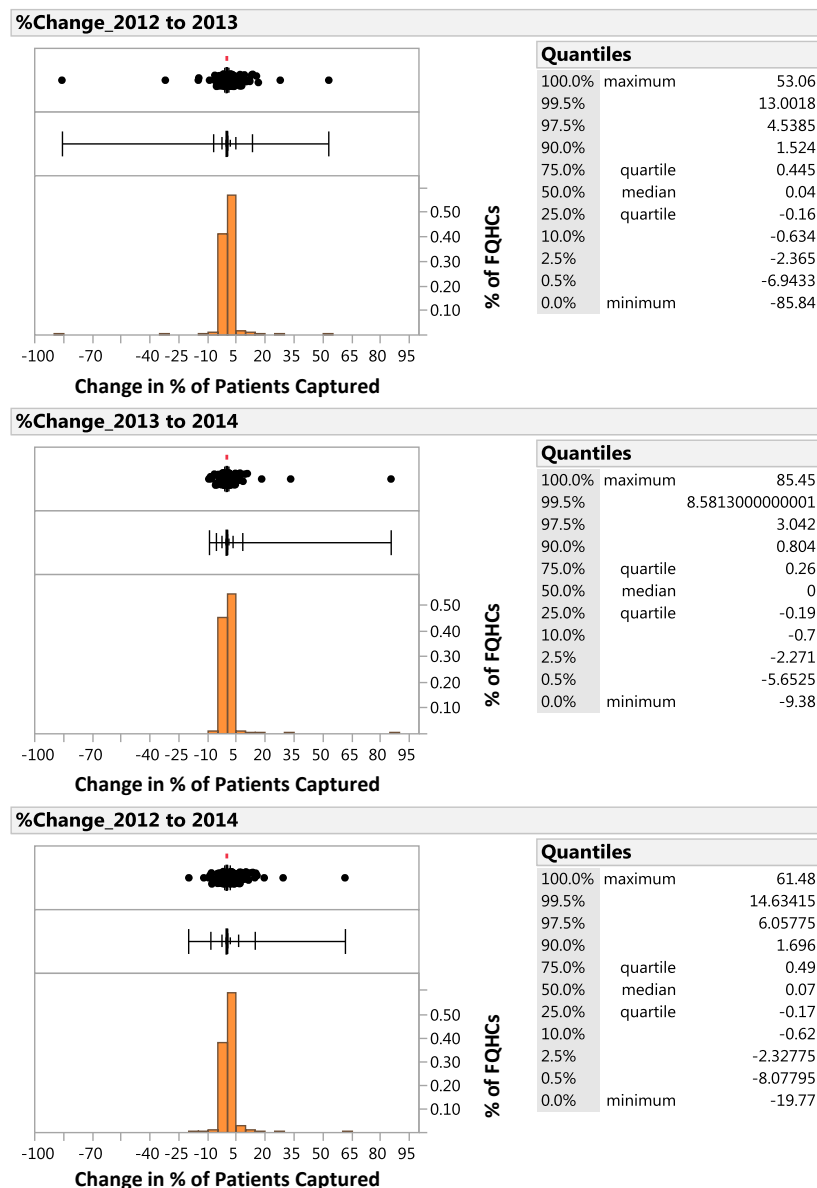 %Change_2012 to 2013
Quantiles
100.0% maximum 53.06
99.5% 13.0018
97.5% 4.5385
90.0% 1.524
75.0% quartile 0.445
50.0% median 0.04
25.0% quartile -0.16
10.0% -0.634
2.5% -2.365
0.5% -6.9433
0.0% minimum -85.84
0.50
0.40
0.30
0.20
0.10
% of FQHCs
-100 -70 -40 -25 -10 5 20 35 50 65 80 95
Change in % of Patients Captured
%Change_2013 to 2014
Quantiles
100.0% maximum 85.45
99.5% 8.5813000000001
97.5% 3.042
90.0% 0.804
75.0% quartile 0.26
50.0% median 0
25.0% quartile -0.19
10.0% -0.7
2.5% -2.271
0.5% -5.6525
0.0% minimum -9.38
0.50
0.40
0.30
0.20
0.10
% of FQHCs
-100 -70 -40 -25 -10 5 20 35 50 65 80 95
Change in % of Patients Captured
%Change_2012 to 2014
Quantiles
100.0% maximum 61.48
99.5% 14.63415
97.5% 6.05775
90.0% 1.696
75.0% quartile 0.49
50.0% median 0.07
25.0% quartile -0.17
10.0% -0.62
2.5% -2.32775
0.5% -8.07795
0.0% minimum -19.77
0.50
0.40
0.30
0.20
0.10
% of FQHCs
-100 -70 -40 -25 -10 5 20 35 50 65 80 95
Change in % of Patients Captured